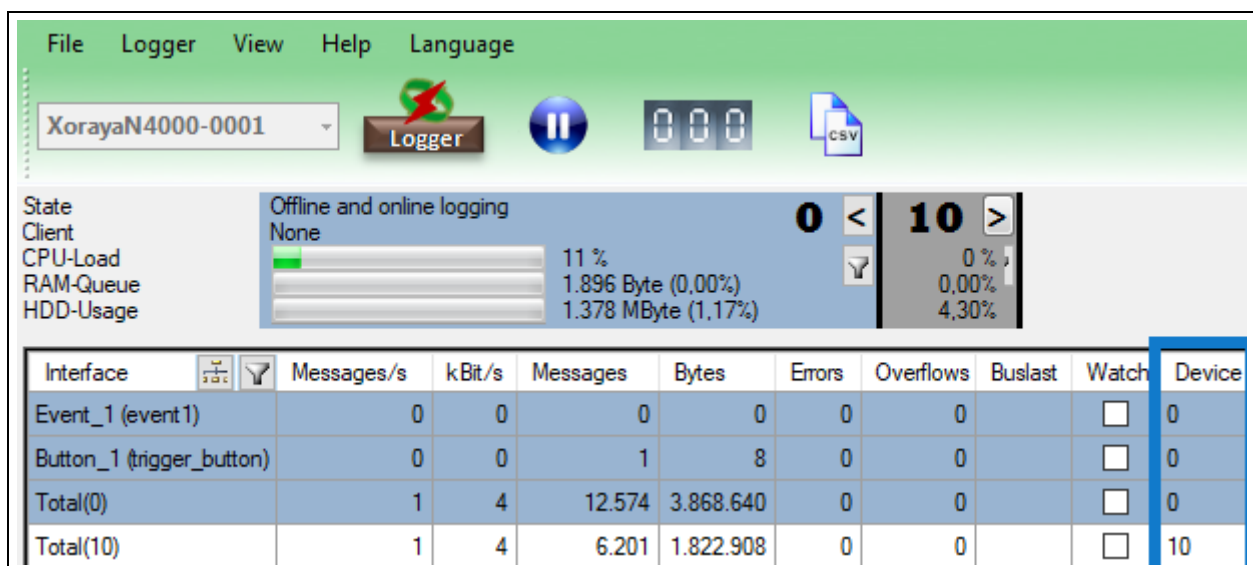 File Logger View Help Language
XorayaN4000-0001 Logger 000 CSV
State Offline and online logging 0 < 10 >
Client None
CPU-Load 11 % 0 %
RAM-Queue 1.896 Byte (0,00%) 0,00%
HDD-Usage 1.378 MByte (1,17%) 4,30%
Interface Messages/s kBit/s Messages Bytes Errors Overflows Buslast Watch Device
Event_1 (event1) 0 0 0 0 0 0 0
Button_1 (trigger_button) 0 0 1 8 0 0 0
Total(0) 1 4 12.574 3.868.640 0 0 0
Total(10) 1 4 6.201 1.822.908 0 0 10